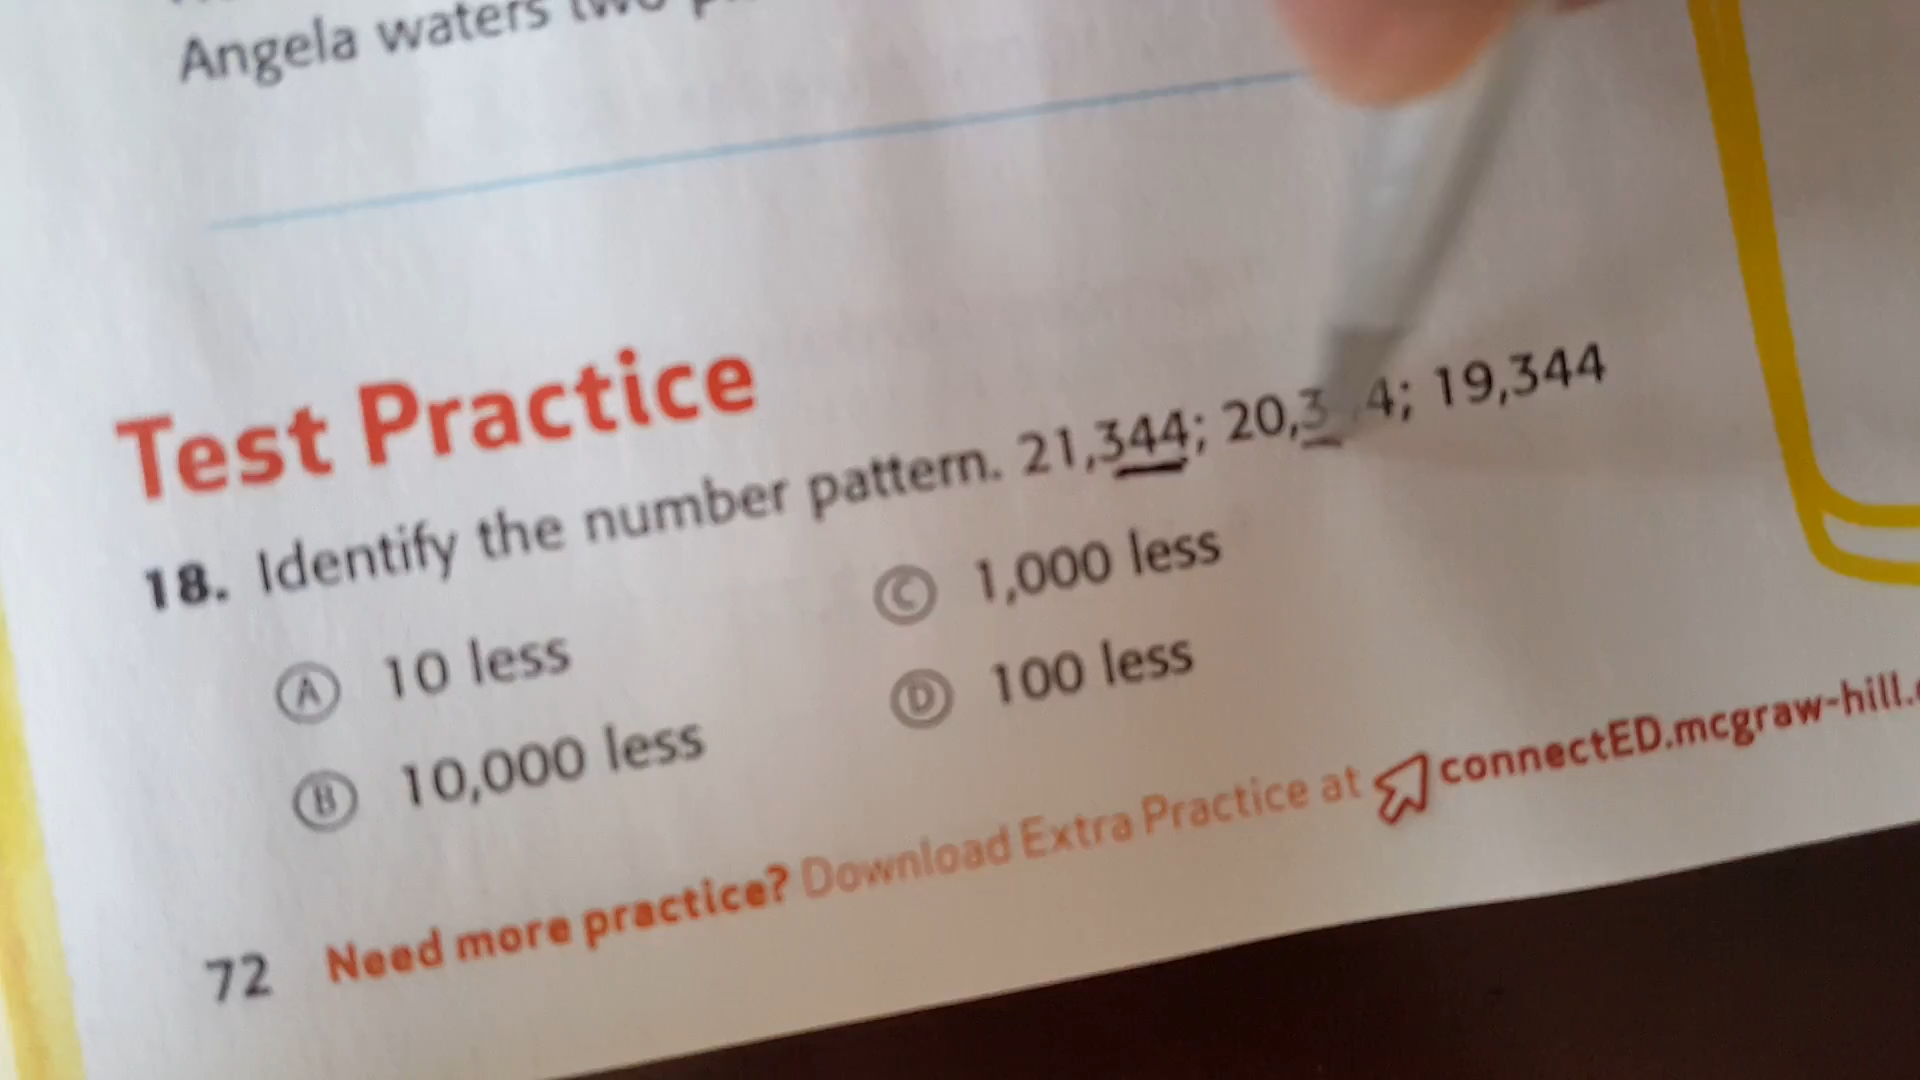 Angela waters two
Test Practice
18. Identify the number pattern. 21,344; 20,3 4; 19,344
A 10 less
B 10,000 less
C 1,000 less
D 100 less
72 Need more practice? Download Extra Practice at connectED.mcgraw-hill.